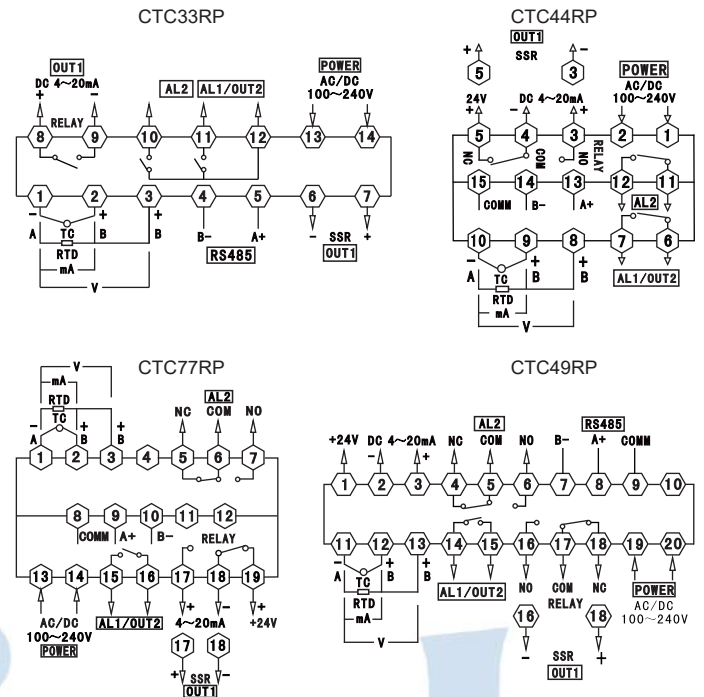 CTC33RP
OUT1
DC 4~20mA
+ -
AL2 AL1/OUT2
POWER
AC/DC
100~240V
RELAY
8 9 10 11 12 13 14
1 2 3 4 5 6 7
- + +
A TC B B
RTD
mA
V
B- A+
RS485
- SSR +
OUT1
CTC44RP
OUT1
SSR
+ -
5 3
POWER
AC/DC
100~240V
24V DC 4~20mA
+ - +
5 4 3 2 1
NC COM NO RELAY
15 14 13 12 11
COMM B- A+
AL2
10 9 8 7 6
- + +
A TC B B
RTD
mA
V
AL1/OUT2
CTC77RP
V
mA
RTD
TC
- + +
A B B
AL2
NC COM NO
1 2 3 4 5 6 7
8 9 10 11 12
COMM A+ B-
RELAY
13 14 15 16 17 18 19
AC/DC
100~240V
POWER
AL1/OUT2
+ - +
4~20mA +24V
17 18
+ SSR -
OUT1
CTC49RP
+24V DC 4~20mA
- +
AL2
NC COM NO
RS485
B- A+ COMM
1 2 3 4 5 6 7 8 9 10
11 12 13 14 15 16 17 18 19 20
- + +
A TC B B
RTD
mA
V
AL1/OUT2
NO COM NC
RELAY
POWER
AC/DC
100~240V
16 18
- SSR +
OUT1